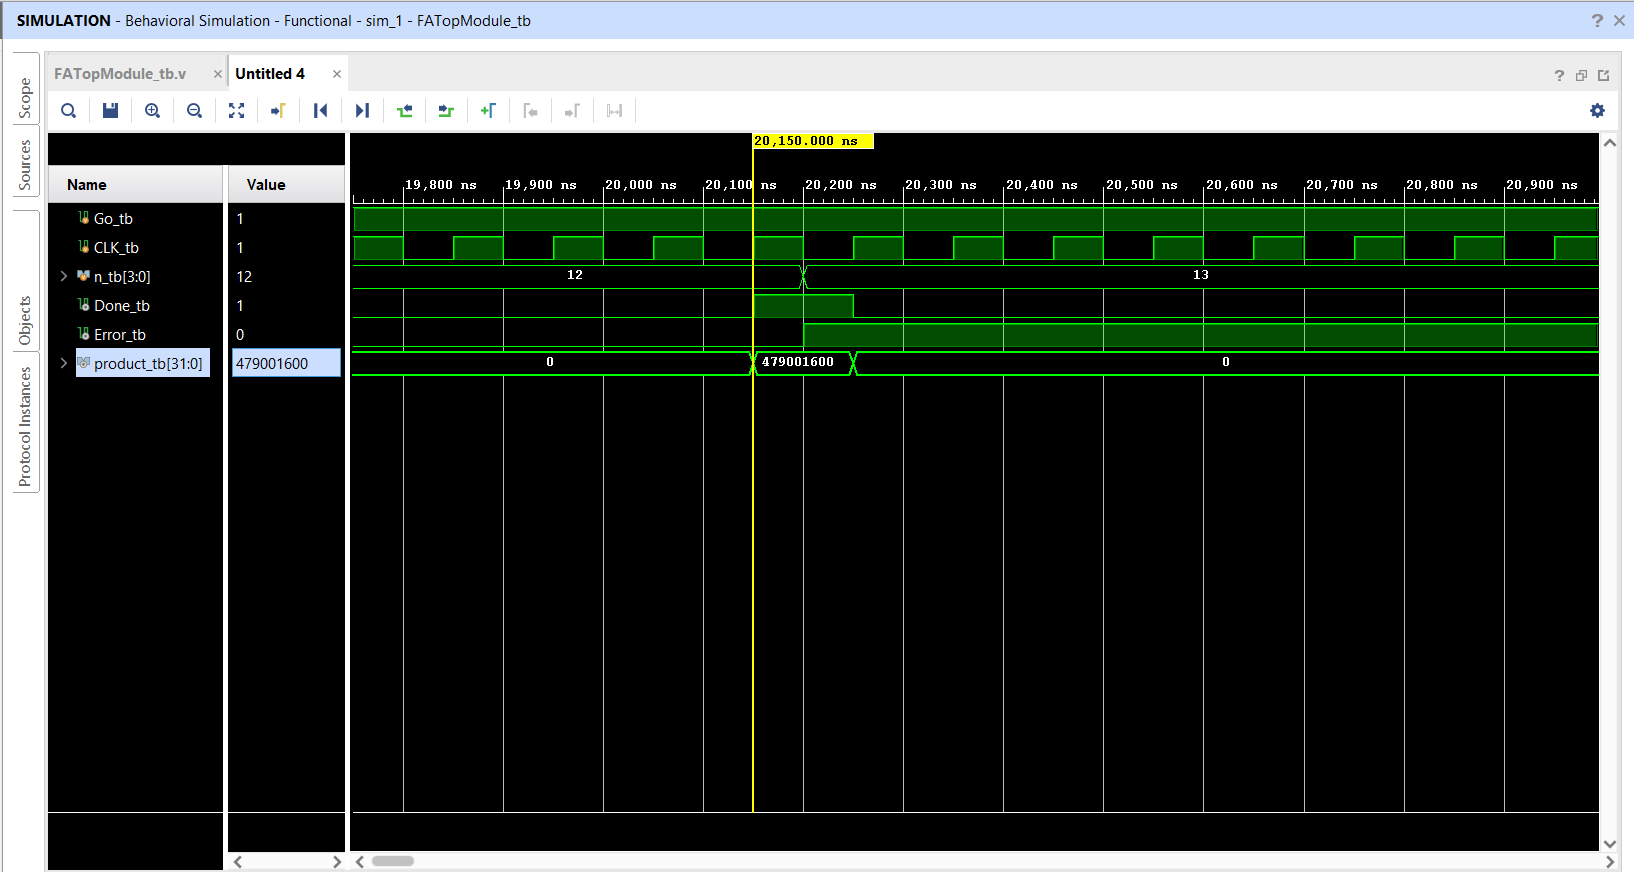 SIMULATION - Behavioral Simulation - Functional - sim_1 - FATopModule_tb
? ×
Scope
Sources
Objects
Protocol Instances
FATopModule_tb.v ×
Untitled 4 ×
?
20,150.000 ns
Name Value
19,800 ns 19,900 ns 20,000 ns 20,100 ns 20,200 ns 20,300 ns 20,400 ns 20,500 ns 20,600 ns 20,700 ns 20,800 ns 20,900 ns
Go_tb 1
CLK_tb 1
n_tb[3:0] 12 12 13
Done_tb 1
Error_tb 0
product_tb[31:0] 479001600 0 479001600 0